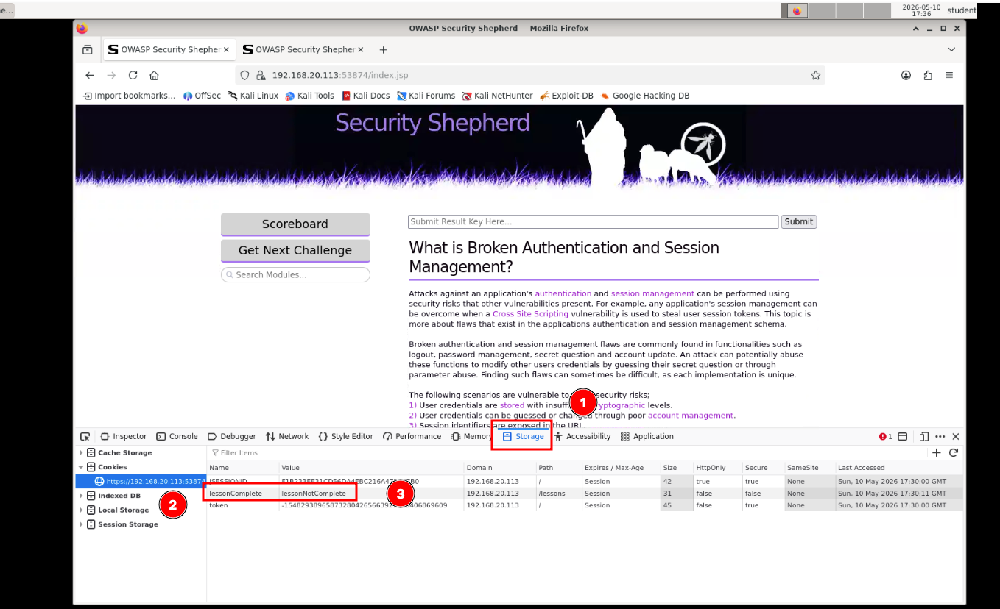 e...
2026-05-10
17:36
student
OWASP Security Shepherd — Mozilla Firefox
OWASP Security Shepher
OWASP Security Shepher
192.168.20.113:53874/index.jsp
Import bookmarks...
OffSec
Kali Linux
Kali Tools
Kali Docs
Kali Forums
Kali NetHunter
Exploit-DB
Google Hacking DB
Security Shepherd
Scoreboard
Get Next Challenge
Search Modules...
Submit Result Key Here...
Submit
What is Broken Authentication and Session
Management?
Attacks against an application's authentication and session management can be performed using
security risks that other vulnerabilities present. For example, any application's session management can
be overcome when a Cross Site Scripting vulnerability is used to steal user session tokens. This topic is
more about flaws that exist in the applications authentication and session management schema.
Broken authentication and session management flaws are commonly found in functionalities such as
logout, password management, secret question and account update. An attack can potentially abuse
these functions to modify other users credentials by guessing their secret question or through
parameter abuse. Finding such flaws can sometimes be difficult, as each implementation is unique.
The following scenarios are vulnerable to security risks;
1) User credentials are stored with insuff yptographic levels.
2) User credentials can be guessed or changed through poor account management.
3) Session identifiers are exposed in the URL.
1
Inspector
Console
Debugger
Network
Style Editor
Performance
Memory
Storage
Accessibility
Application
1
Cache Storage
Cookies
https://192.168.20.113:53874
Indexed DB
Local Storage
Session Storage
2
Filter Items
Name Value Domain Path Expires / Max-Age Size HttpOnly Secure SameSite Last Accessed
JSESSIONID 192.168.20.113 / Session 42 true true None Sun, 10 May 2026 17:30:00 GMT
lessonComplete lessonNotComplete 192.168.20.113 /lessons Session 31 false false None Sun, 10 May 2026 17:30:11 GMT
token 192.168.20.113 / Session 45 false true None Sun, 10 May 2026 17:30:00 GMT
3